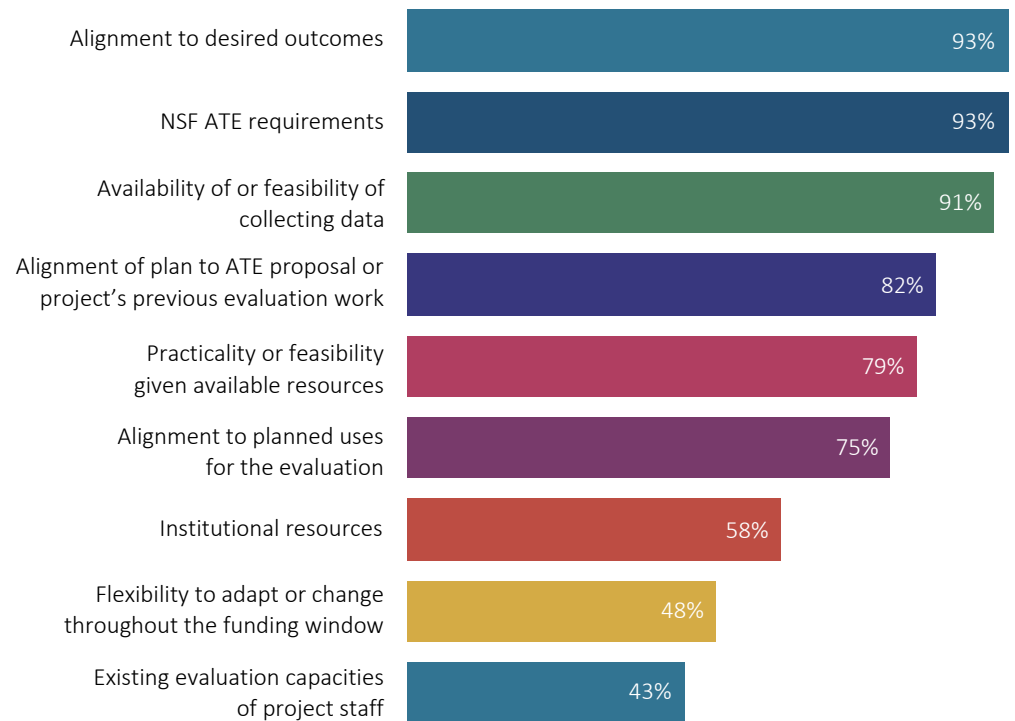 Alignment to desired outcomes
93%
NSF ATE requirements
93%
Availability of or feasibility of
collecting data
91%
Alignment of plan to ATE proposal or
project’s previous evaluation work
82%
Practicality or feasibility
given available resources
79%
Alignment to planned uses
for the evaluation
75%
Institutional resources
58%
Flexibility to adapt or change
throughout the funding window
48%
Existing evaluation capacities
of project staff
43%